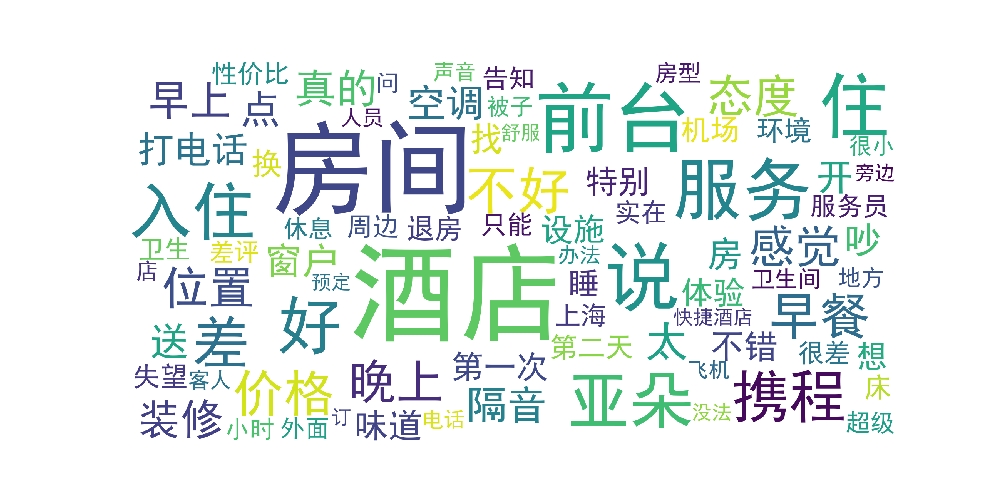 性价比
真的
问
声音
告知
房型
态度
住
早上
点
人员
空调
被子
前台
机场
环境
很小
打电话
换
房间
找
舒服
不好
特别
服务
开
旁边
入住
休息
周边
退房
只能
设施
实在
服务员
卫生
差评
窗户
店
预定
酒店
办法
说
房
感觉
吵
位置
睡
体验
卫生间
地方
送
差
好
上海
快捷酒店
早餐
第二天
太
不错
很差
想
失望
客人
价格
晚上
第一次
飞机
床
装修
小时
外面
订
味道
电话
隔音
亚朵
没法
携程
超级